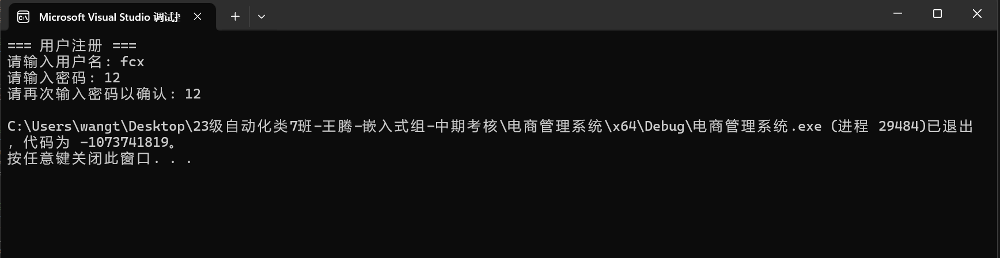 Microsoft Visual Studio 调试
=== 用户注册 ===
请输入用户名: fcx
请输入密码: 12
请再次输入密码以确认: 12
C:\Users\wangt\Desktop\23级自动化类7班-王腾-嵌入式组-中期考核\电商管理系统\x64\Debug\电商管理系统.exe (进程 29484)已退出
, 代码为 -1073741819。
按任意键关闭此窗口. . .